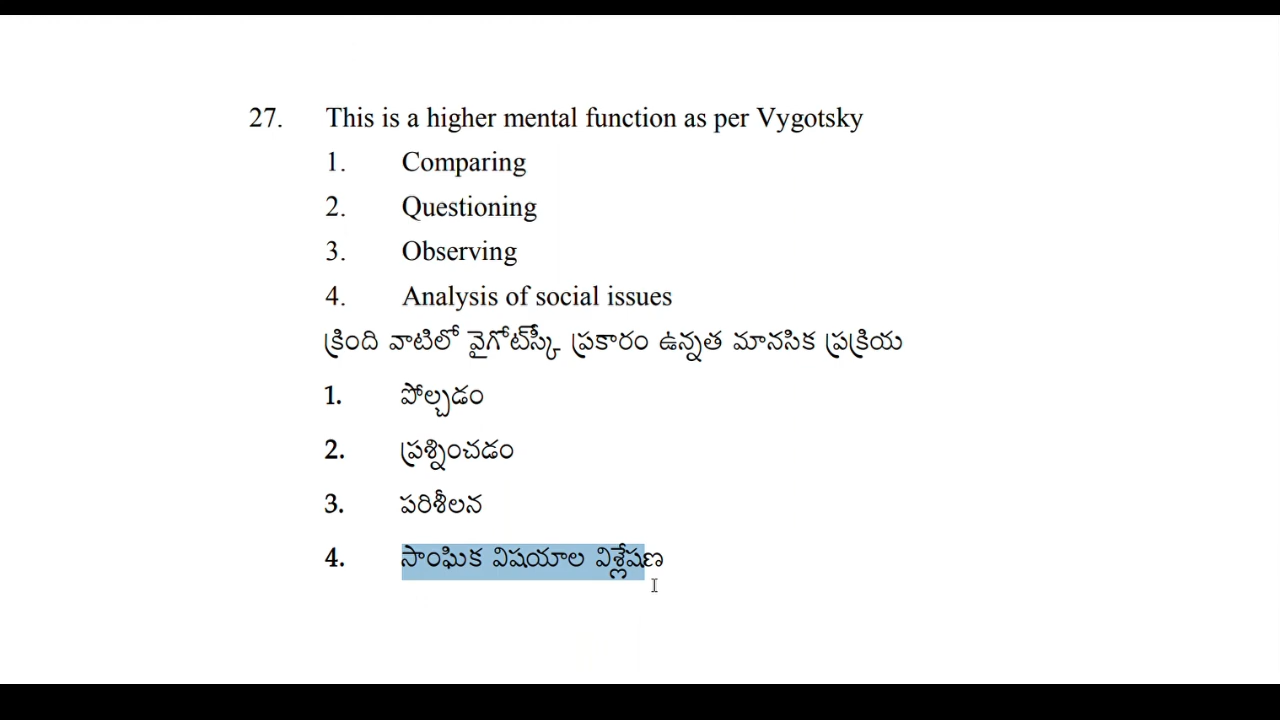 27. This is a higher mental function as per Vygotsky
1. Comparing
2. Questioning
3. Observing
4. Analysis of social issues
క్రింది వాటిలో వైగోట్‌స్కీ ప్రకారం ఉన్నత మానసిక ప్రక్రియ
1. పోల్చడం
2. ప్రశ్నించడం
3. పరిశీలన
4. సాంఘిక విషయాల విశ్లేషణ